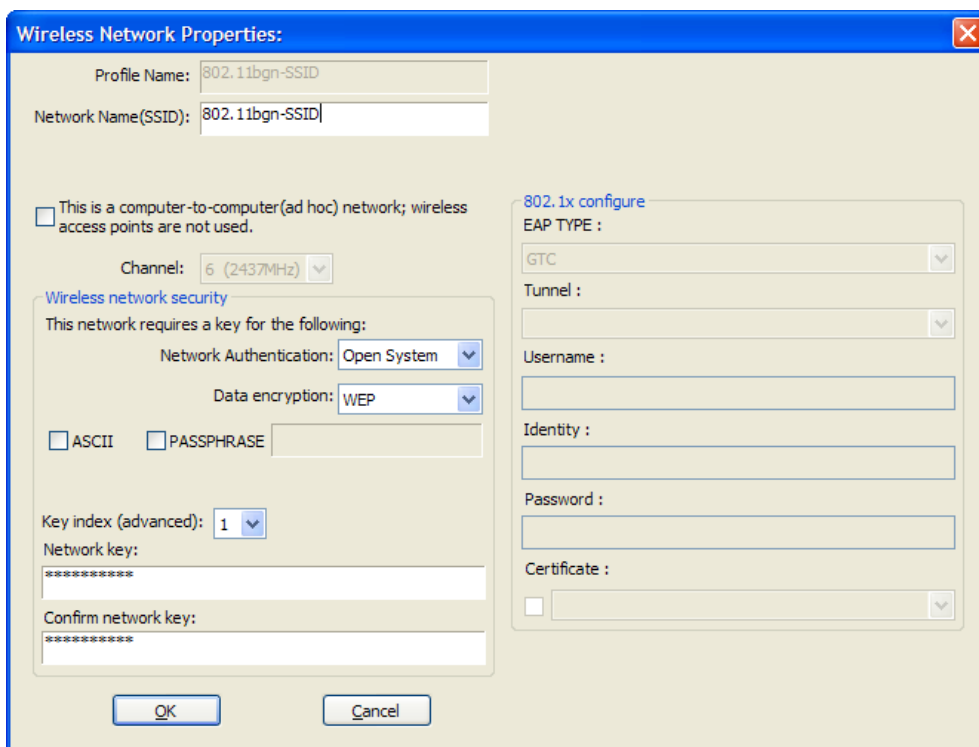 Wireless Network Properties:
Profile Name: 802.11bgn-SSID
Network Name(SSID): 802.11bgn-SSID
This is a computer-to-computer(ad hoc) network; wireless
access points are not used.
Channel: 6 (2437MHz)
Wireless network security
This network requires a key for the following:
Network Authentication: Open System
Data encryption: WEP
ASCII PASSPHRASE
Key index (advanced): 1
Network key:
**********
Confirm network key:
**********
OK Cancel
802.1x configure
EAP TYPE :
GTC
Tunnel :
Username :
Identity :
Password :
Certificate :